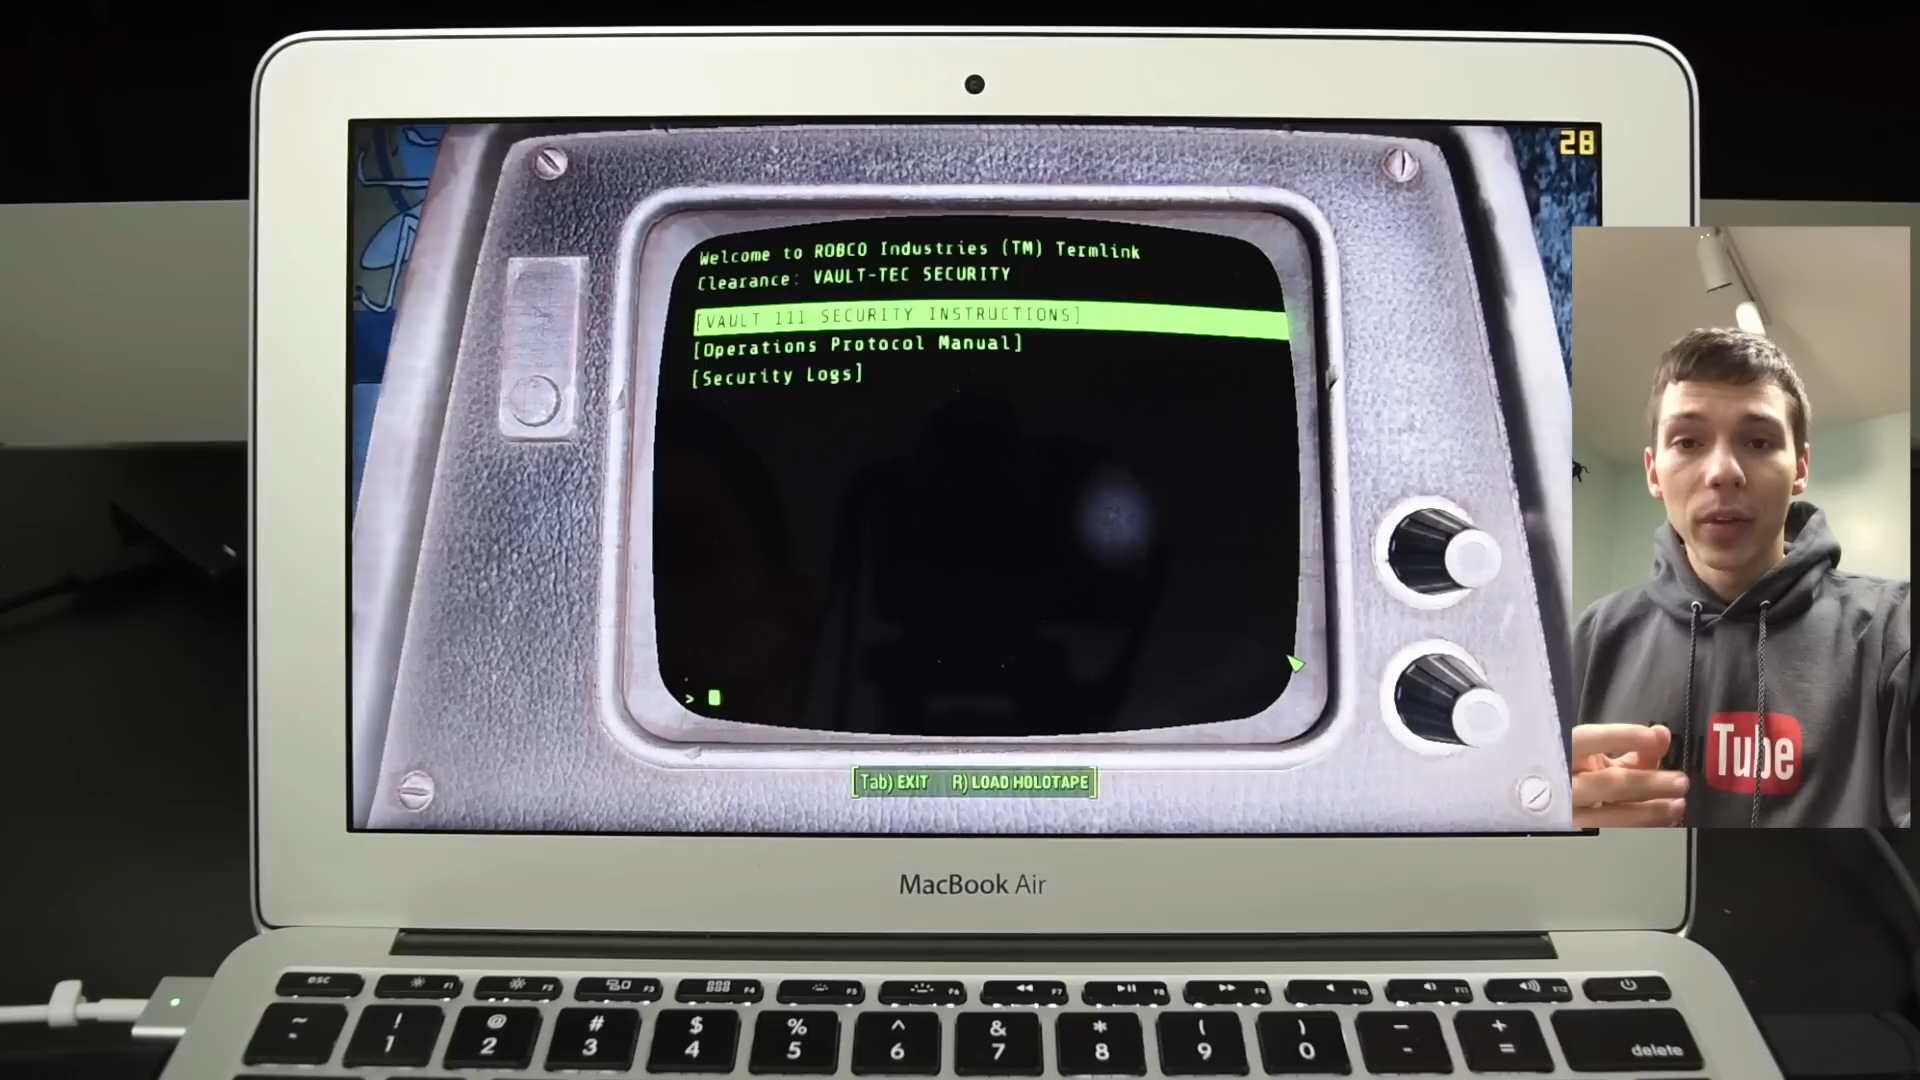 28
Welcome to ROBCO Industries (TM) Termlink
Clearance: VAULT-TEC SECURITY
[VAULT 111 SECURITY INSTRUCTIONS]
[Operations Protocol Manual]
[Security Logs]
>
Tab) EXIT R) LOAD HOLOTAPE
Tube
MacBook Air
esc F1 F2 F3 F4 F5 F6 F7 F8 F9 F10 F11 F12
~ ! @ # $ % ^ & * ( ) — +
` 1 2 3 4 5 6 7 8 9 0 - = delete